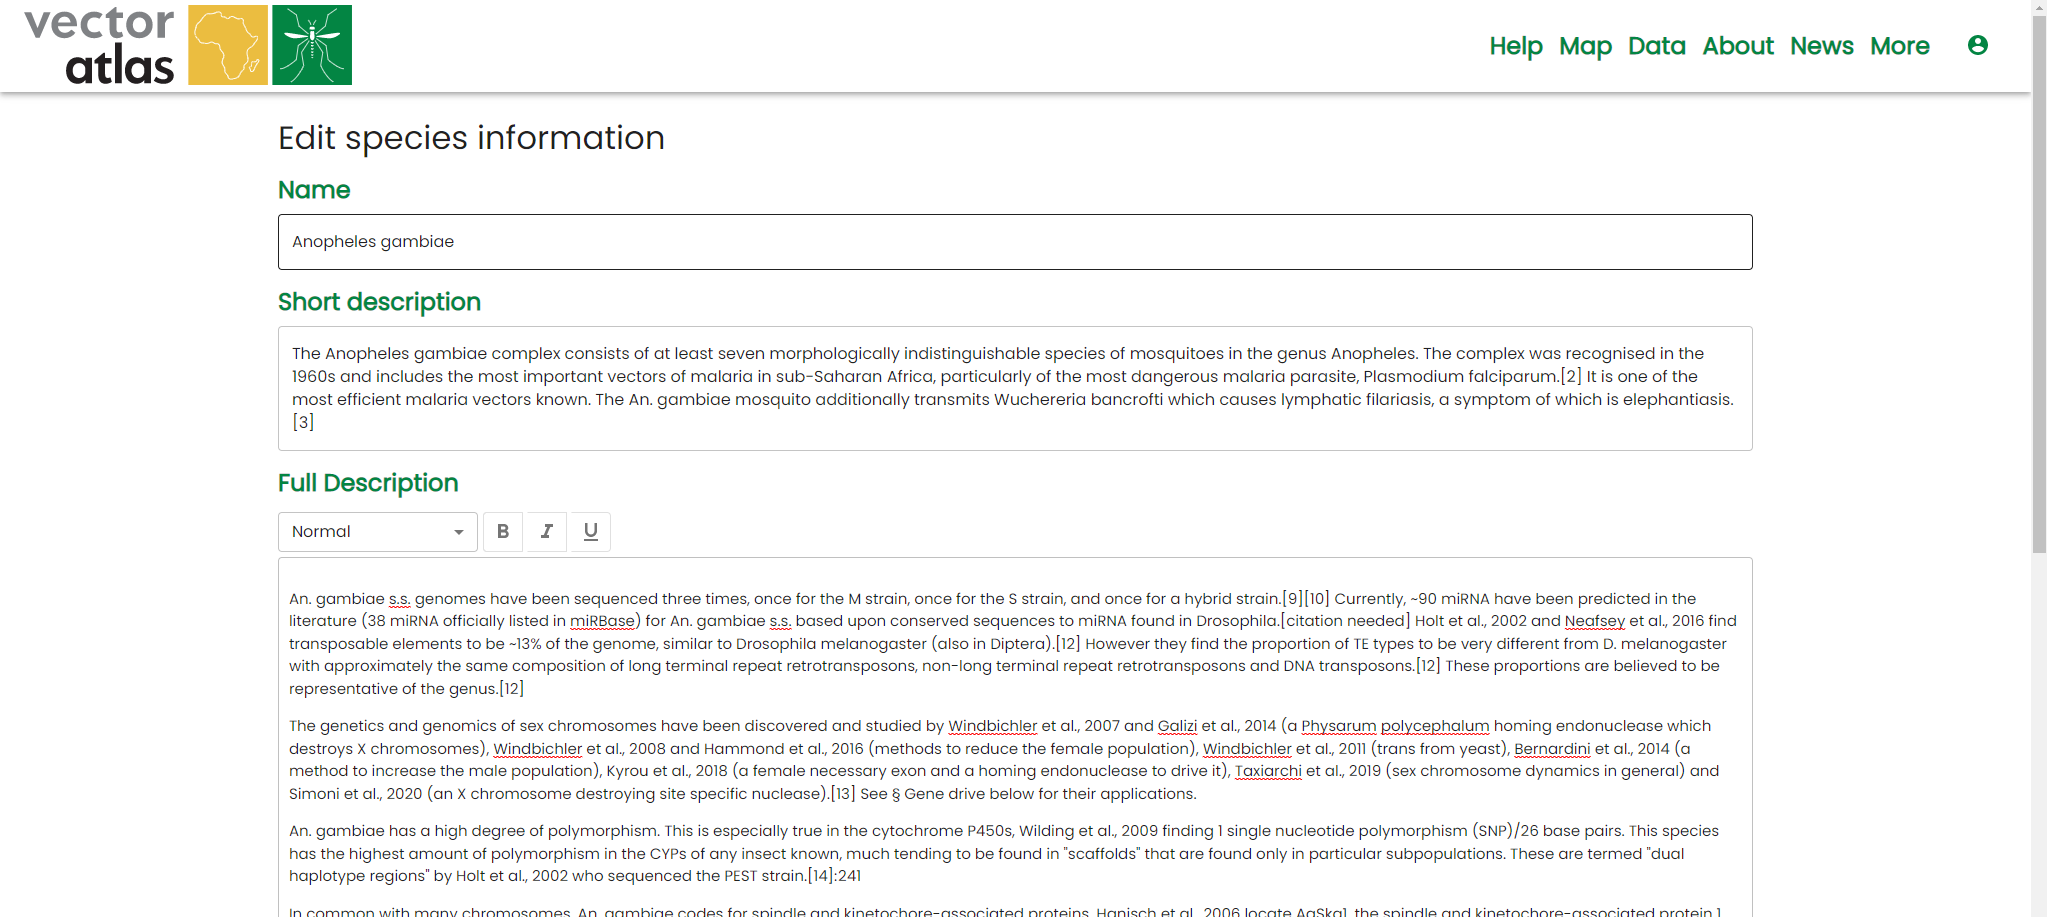 vector
atlas
Help Map Data About News More
Edit species information
Name
Anopheles gambiae
Short description
The Anopheles gambiae complex consists of at least seven morphologically indistinguishable species of mosquitoes in the genus Anopheles. The complex was recognised in the
1960s and includes the most important vectors of malaria in sub-Saharan Africa, particularly of the most dangerous malaria parasite, Plasmodium falciparum.[2] It is one of the
most efficient malaria vectors known. The An. gambiae mosquito additionally transmits Wuchereria bancrofti which causes lymphatic filariasis, a symptom of which is elephantiasis.
[3]
Full Description
Normal B I U
An. gambiae s.s. genomes have been sequenced three times, once for the M strain, once for the S strain, and once for a hybrid strain.[9][10] Currently, ~90 miRNA have been predicted in the
literature (38 miRNA officially listed in miRBase) for An. gambiae s.s. based upon conserved sequences to miRNA found in Drosophila.[citation needed] Holt et al., 2002 and Neafsey et al., 2016 find
transposable elements to be ~13% of the genome, similar to Drosophila melanogaster (also in Diptera).[12] However they find the proportion of TE types to be very different from D. melanogaster
with approximately the same composition of long terminal repeat retrotransposons, non-long terminal repeat retrotransposons and DNA transposons.[12] These proportions are believed to be
representative of the genus.[12]
The genetics and genomics of sex chromosomes have been discovered and studied by Windbichler et al., 2007 and Galizi et al., 2014 (a Physarum polycephalum homing endonuclease which
destroys X chromosomes), Windbichler et al., 2008 and Hammond et al., 2016 (methods to reduce the female population), Windbichler et al., 2011 (trans from yeast), Bernardini et al., 2014 (a
method to increase the male population), Kyrou et al., 2018 (a female necessary exon and a homing endonuclease to drive it), Taxiarchi et al., 2019 (sex chromosome dynamics in general) and
Simoni et al., 2020 (an X chromosome destroying site specific nuclease).[13] See § Gene drive below for their applications.
An. gambiae has a high degree of polymorphism. This is especially true in the cytochrome P450s, Wilding et al., 2009 finding 1 single nucleotide polymorphism (SNP)/26 base pairs. This species
has the highest amount of polymorphism in the CYPs of any insect known, much tending to be found in "scaffolds" that are found only in particular subpopulations. These are termed "dual
haplotype regions" by Holt et al., 2002 who sequenced the PEST strain.[14]:241
In common with many chromosomes, An. gambiae codes for spindle and kinetochore-associated proteins. Hanisch et al., 2006 locate AgSka1, the spindle and kinetochore-associated protein 1